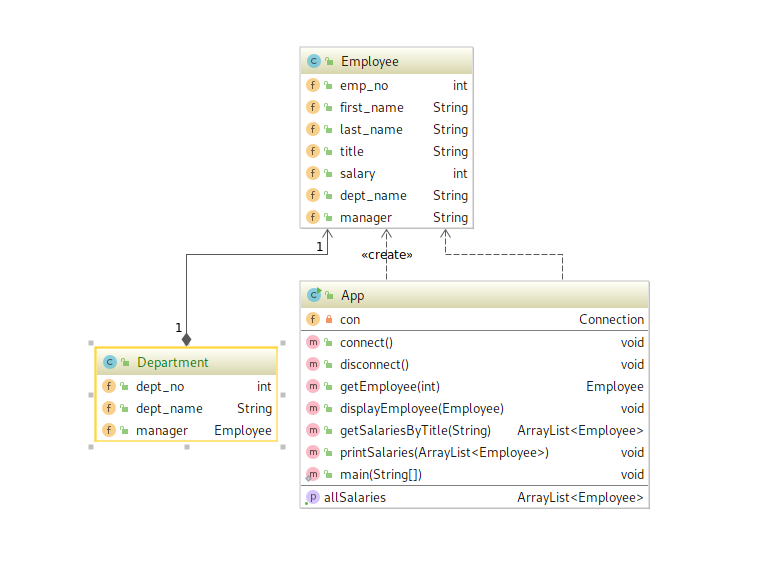 Employee
emp_no int
first_name String
last_name String
title String
salary int
dept_name String
manager String
1
«create»
1
App
con Connection
connect() void
disconnect() void
getEmployee(int) Employee
displayEmployee(Employee) void
getSalariesByTitle(String) ArrayList<Employee>
printSalaries(ArrayList<Employee>) void
main(String[]) void
allSalaries ArrayList<Employee>
Department
dept_no int
dept_name String
manager Employee